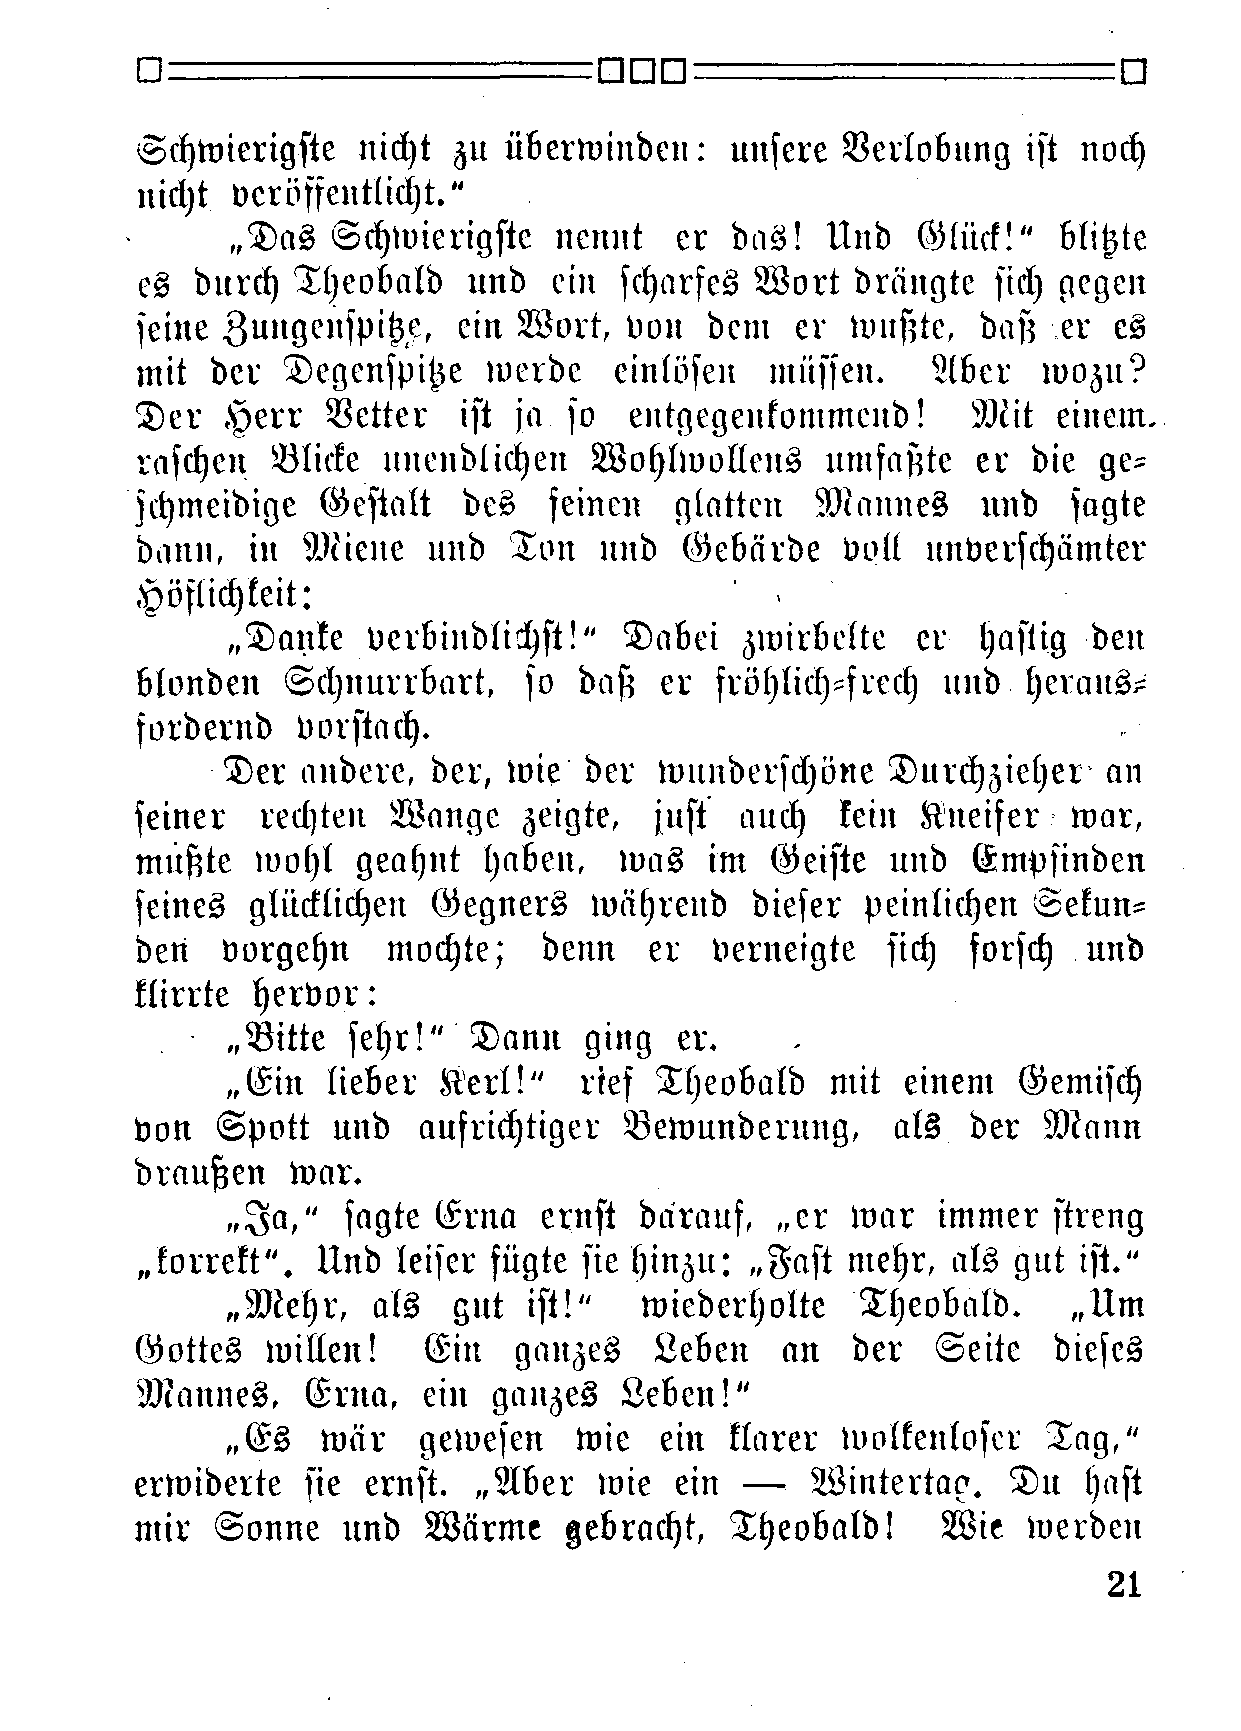 Schwierigste nicht zu überwinden: unsere Verlobung ist noch
nicht veröffentlicht.“
„Das Schwierigste nennt er das! Und Glück!“ blitzte
es durch Theobald und ein scharfes Wort drängte sich gegen
seine Zungenspitze, ein Wort, von dem er wußte, daß er es
mit der Degenspitze werde einlösen müssen. Aber wozu?
Der Herr Vetter ist ja so entgegenkommend! Mit einem
raschen Blicke unendlichen Wohlwollens umfaßte er die ge-
schmeidige Gestalt des feinen glatten Mannes und sagte
dann, in Miene und Ton und Gebärde voll unverschämter
Höflichkeit:
„Danke verbindlichst!“ Dabei zwirbelte er hastig den
blonden Schnurrbart, so daß er fröhlich-frech und heraus-
fordernd vorstach.
Der andere, der, wie der wunderschöne Durchzieher an
seiner rechten Wange zeigte, just auch kein Kneifer war,
mußte wohl geahnt haben, was im Geiste und Empfinden
seines glücklichen Gegners während dieser peinlichen Sekun-
den vorgehn mochte; denn er verneigte sich forsch und
klirrte hervor:
„Bitte sehr!“ Dann ging er.
„Ein lieber Kerl!“ rief Theobald mit einem Gemisch
von Spott und aufrichtiger Bewunderung, als der Mann
draußen war.
„Ja,“ sagte Erna ernst darauf, „er war immer streng
„korrekt“. Und leiser fügte sie hinzu: „Fast mehr, als gut ist.“
„Mehr, als gut ist!“ wiederholte Theobald. „Um
Gottes willen! Ein ganzes Leben an der Seite dieses
Mannes, Erna, ein ganzes Leben!“
„Es wär gewesen wie ein klarer wolkenloser Tag,“
erwiderte sie ernst. „Aber wie ein — Wintertag. Du hast
mir Sonne und Wärme gebracht, Theobald! Wie werden
21